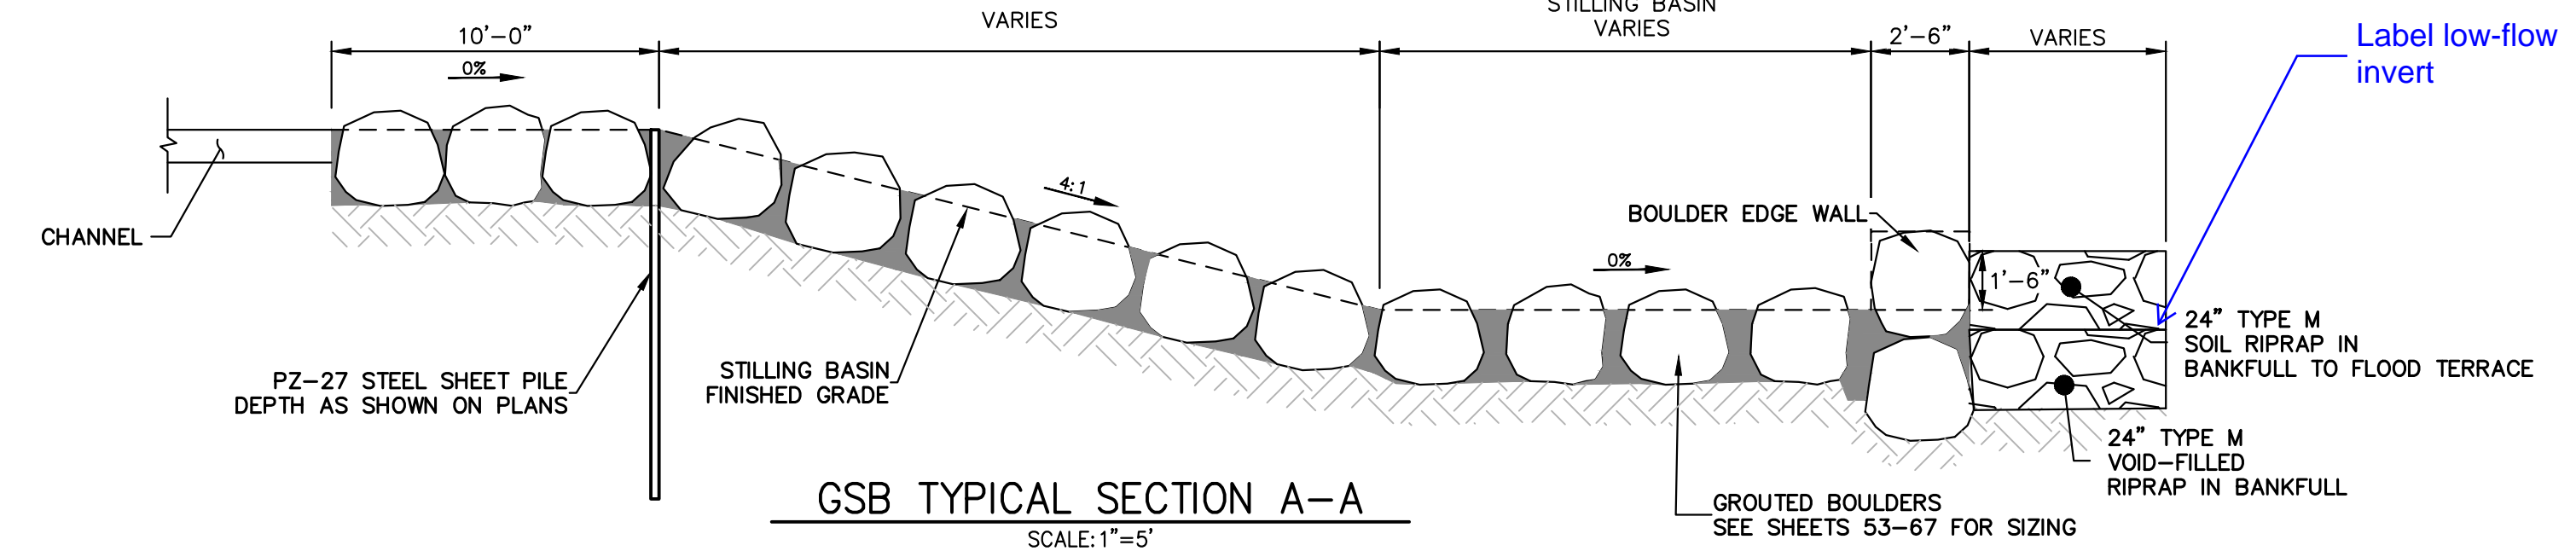 STILLING BASIN
VARIES
VARIES
10'-0"
2'-6"
VARIES
Label low-flow
invert
0%
4:1
0%
CHANNEL
BOULDER EDGE WALL
1'-6"
24" TYPE M
SOIL RIPRAP IN
BANKFULL TO FLOOD TERRACE
STILLING BASIN
FINISHED GRADE
PZ-27 STEEL SHEET PILE
DEPTH AS SHOWN ON PLANS
24" TYPE M
VOID-FILLED
RIPRAP IN BANKFULL
GROUTED BOULDERS
SEE SHEETS 53-67 FOR SIZING
GSB TYPICAL SECTION A-A
SCALE:1"=5'